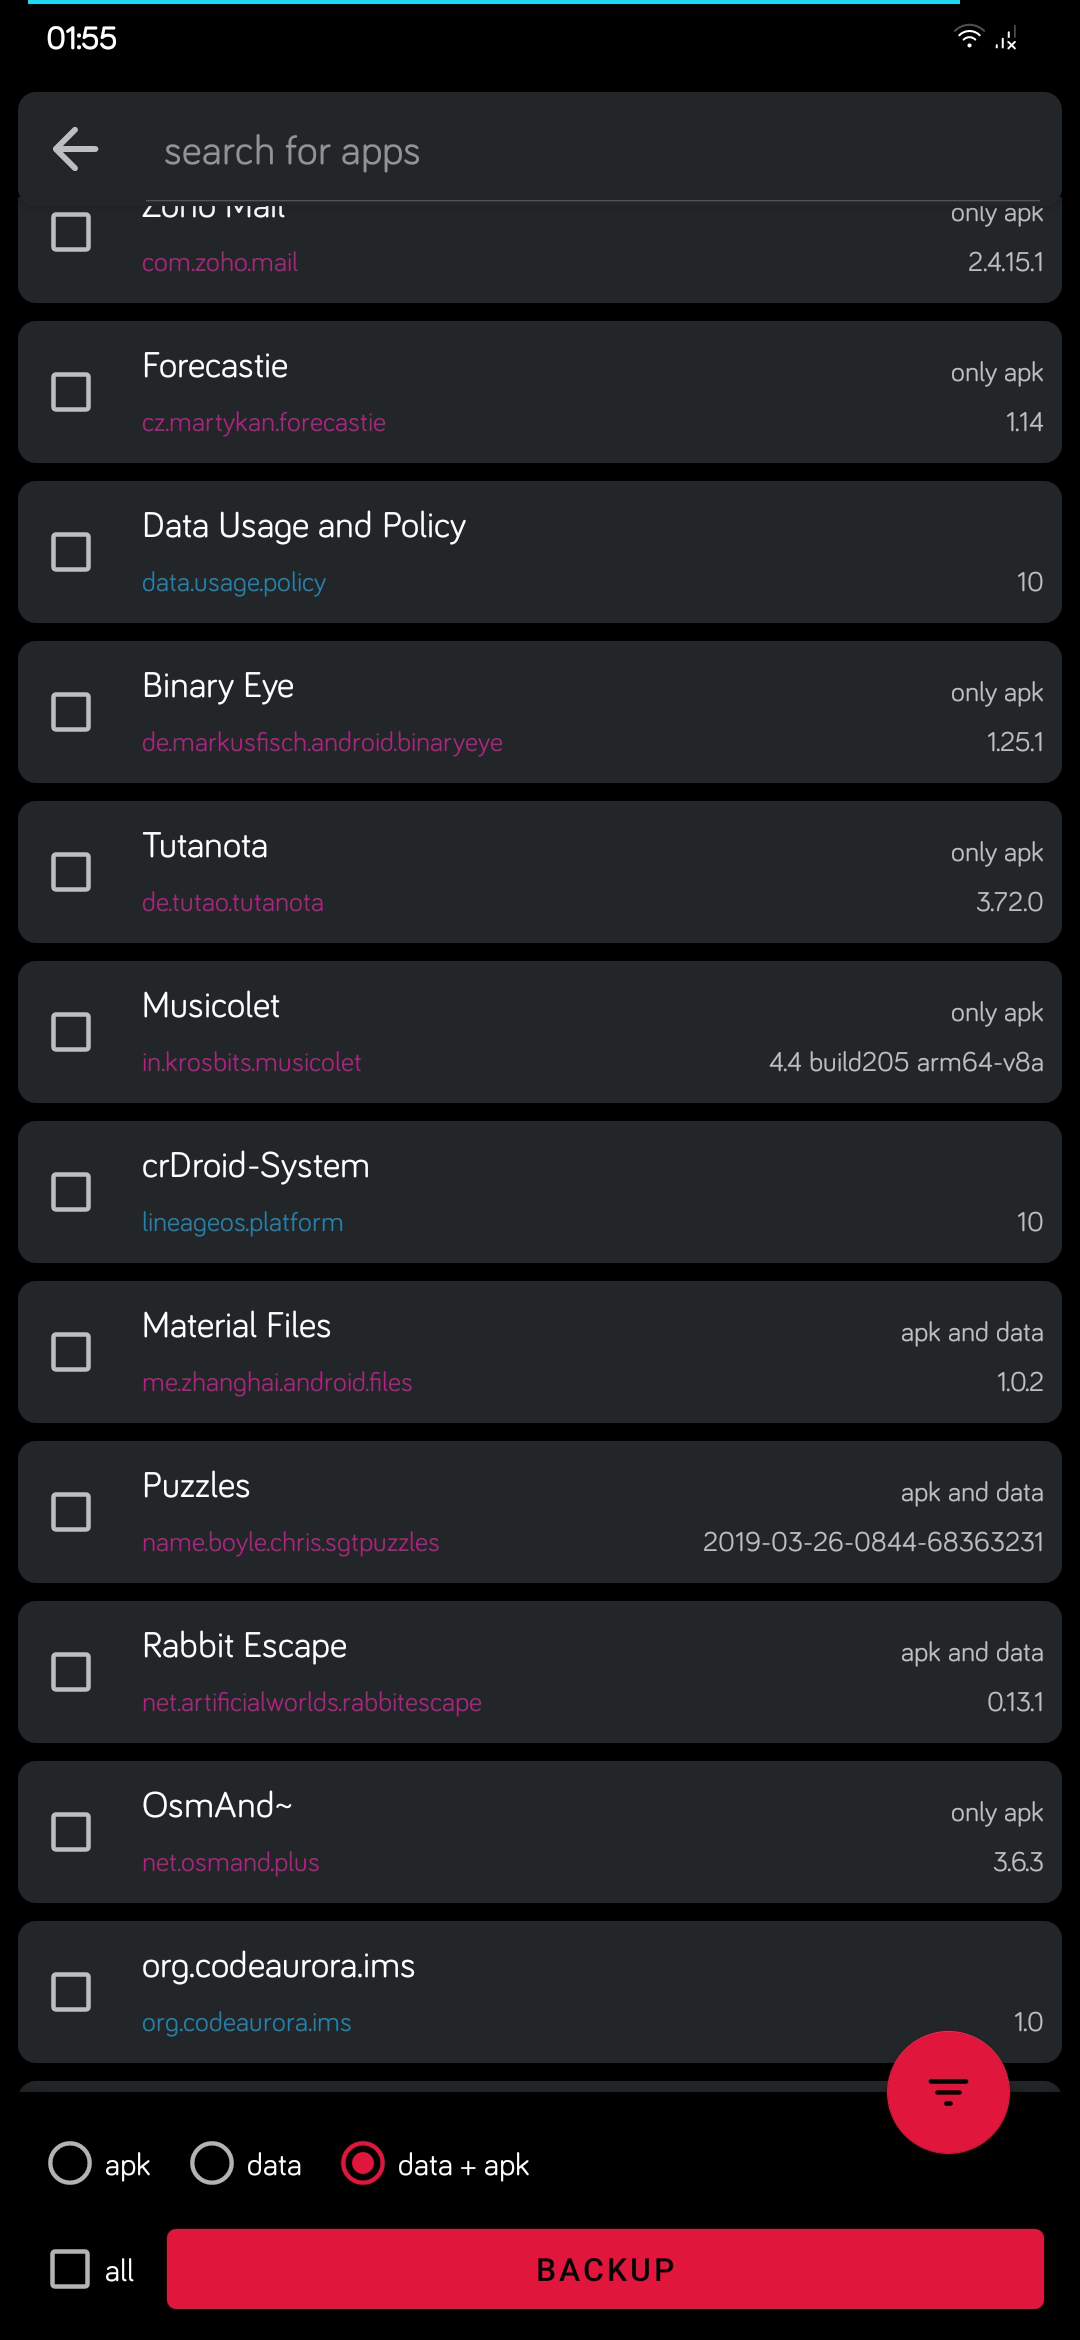 01:55
search for apps
Zoho Mail
only apk
com.zoho.mail
2.4.15.1
Forecastie
only apk
cz.martykan.forecastie
1.14
Data Usage and Policy
data.usage.policy
10
Binary Eye
only apk
de.markusfisch.android.binaryeye
1.25.1
Tutanota
only apk
de.tutao.tutanota
3.72.0
Musicolet
only apk
in.krosbits.musicolet
4.4 build205 arm64-v8a
crDroid-System
lineageos.platform
10
Material Files
apk and data
me.zhanghai.android.files
1.0.2
Puzzles
apk and data
name.boyle.chris.sgtpuzzles
2019-03-26-0844-68363231
Rabbit Escape
apk and data
net.artificialworlds.rabbitescape
0.13.1
OsmAnd~
only apk
net.osmand.plus
3.6.3
org.codeaurora.ims
org.codeaurora.ims
1.0
apk data data + apk
all BACKUP